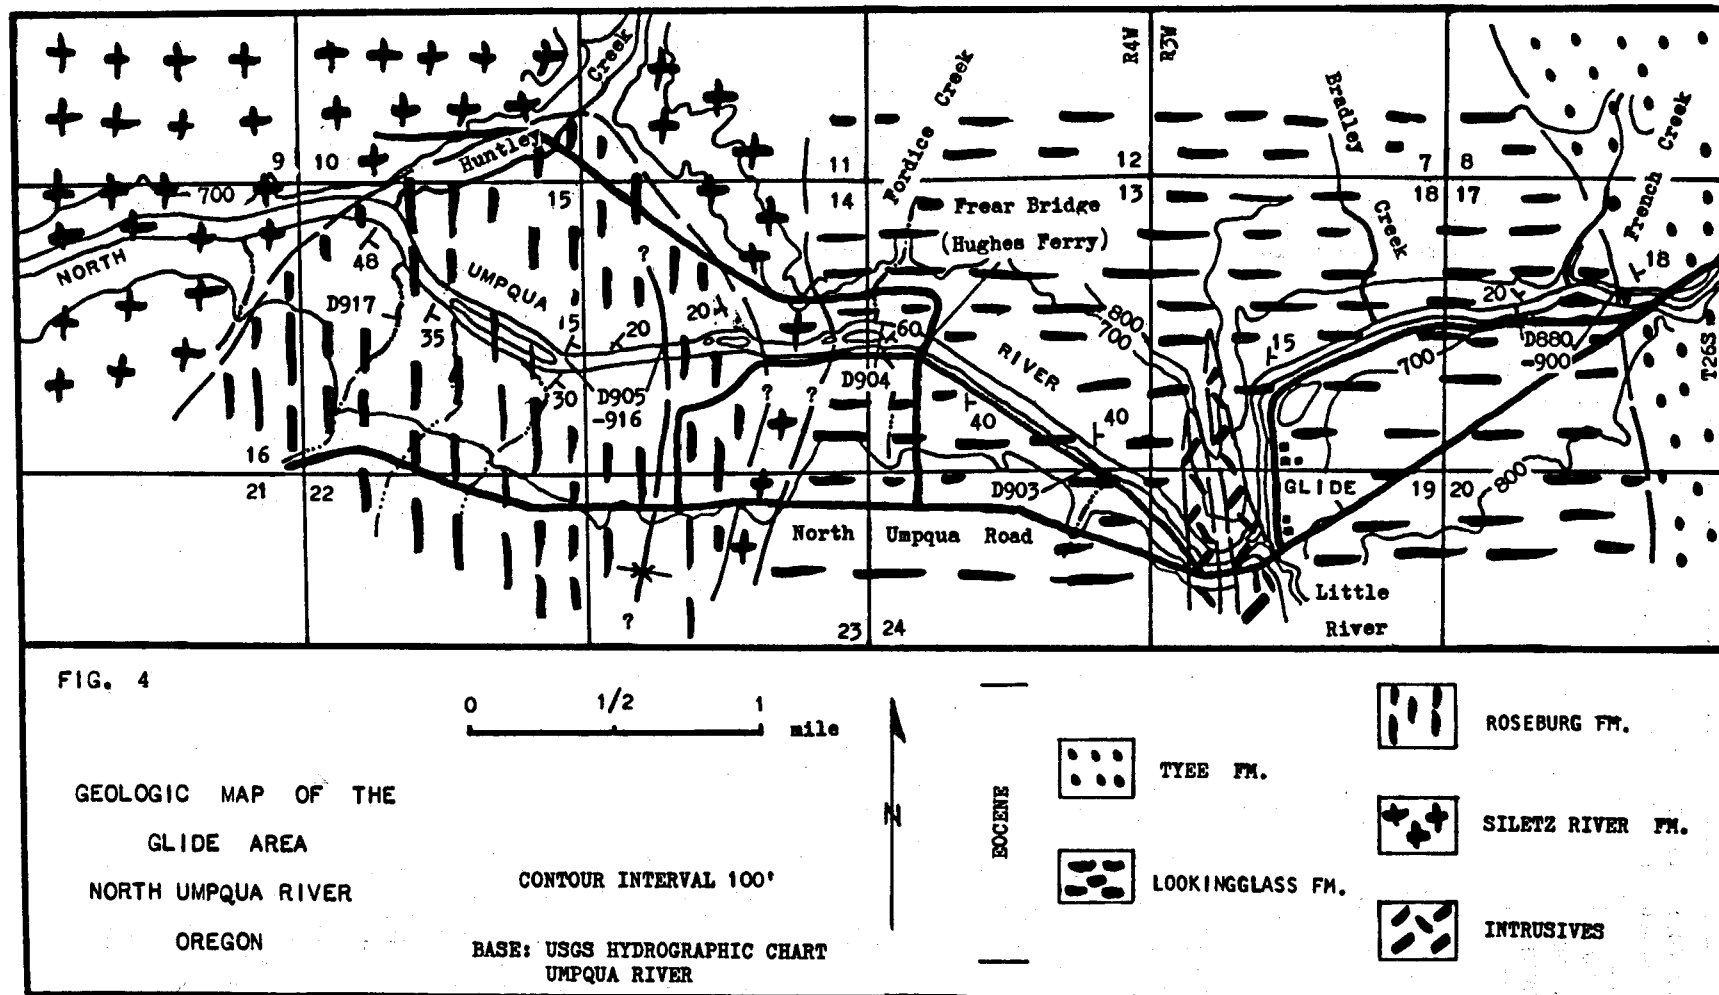 R4W
R3W
Creek
Fordice Creek
Bradley
Creek
French Creek
Huntley
9
10
11
12
7
8
700
15
14
13
18
17
Frear Bridge
(Hughes Ferry)
NORTH
UMPQUA
RIVER
48
?
18
D917
35
15
20
20
60
800
700
15
20
D880
-900
700
T26S
30
D905
-916
?
?
D904
40
40
16
21
22
D903
GLIDE
19
20
800
North Umpqua Road
?
23
24
Little
River
FIG. 4
0
1/2
1
mile
GEOLOGIC MAP OF THE
GLIDE AREA
NORTH UMPQUA RIVER
OREGON
CONTOUR INTERVAL 100'
BASE: USGS HYDROGRAPHIC CHART
UMPQUA RIVER
N
EOCENE
TYEE FM.
LOOKINGGLASS FM.
ROSEBURG FM.
SILETZ RIVER FM.
INTRUSIVES